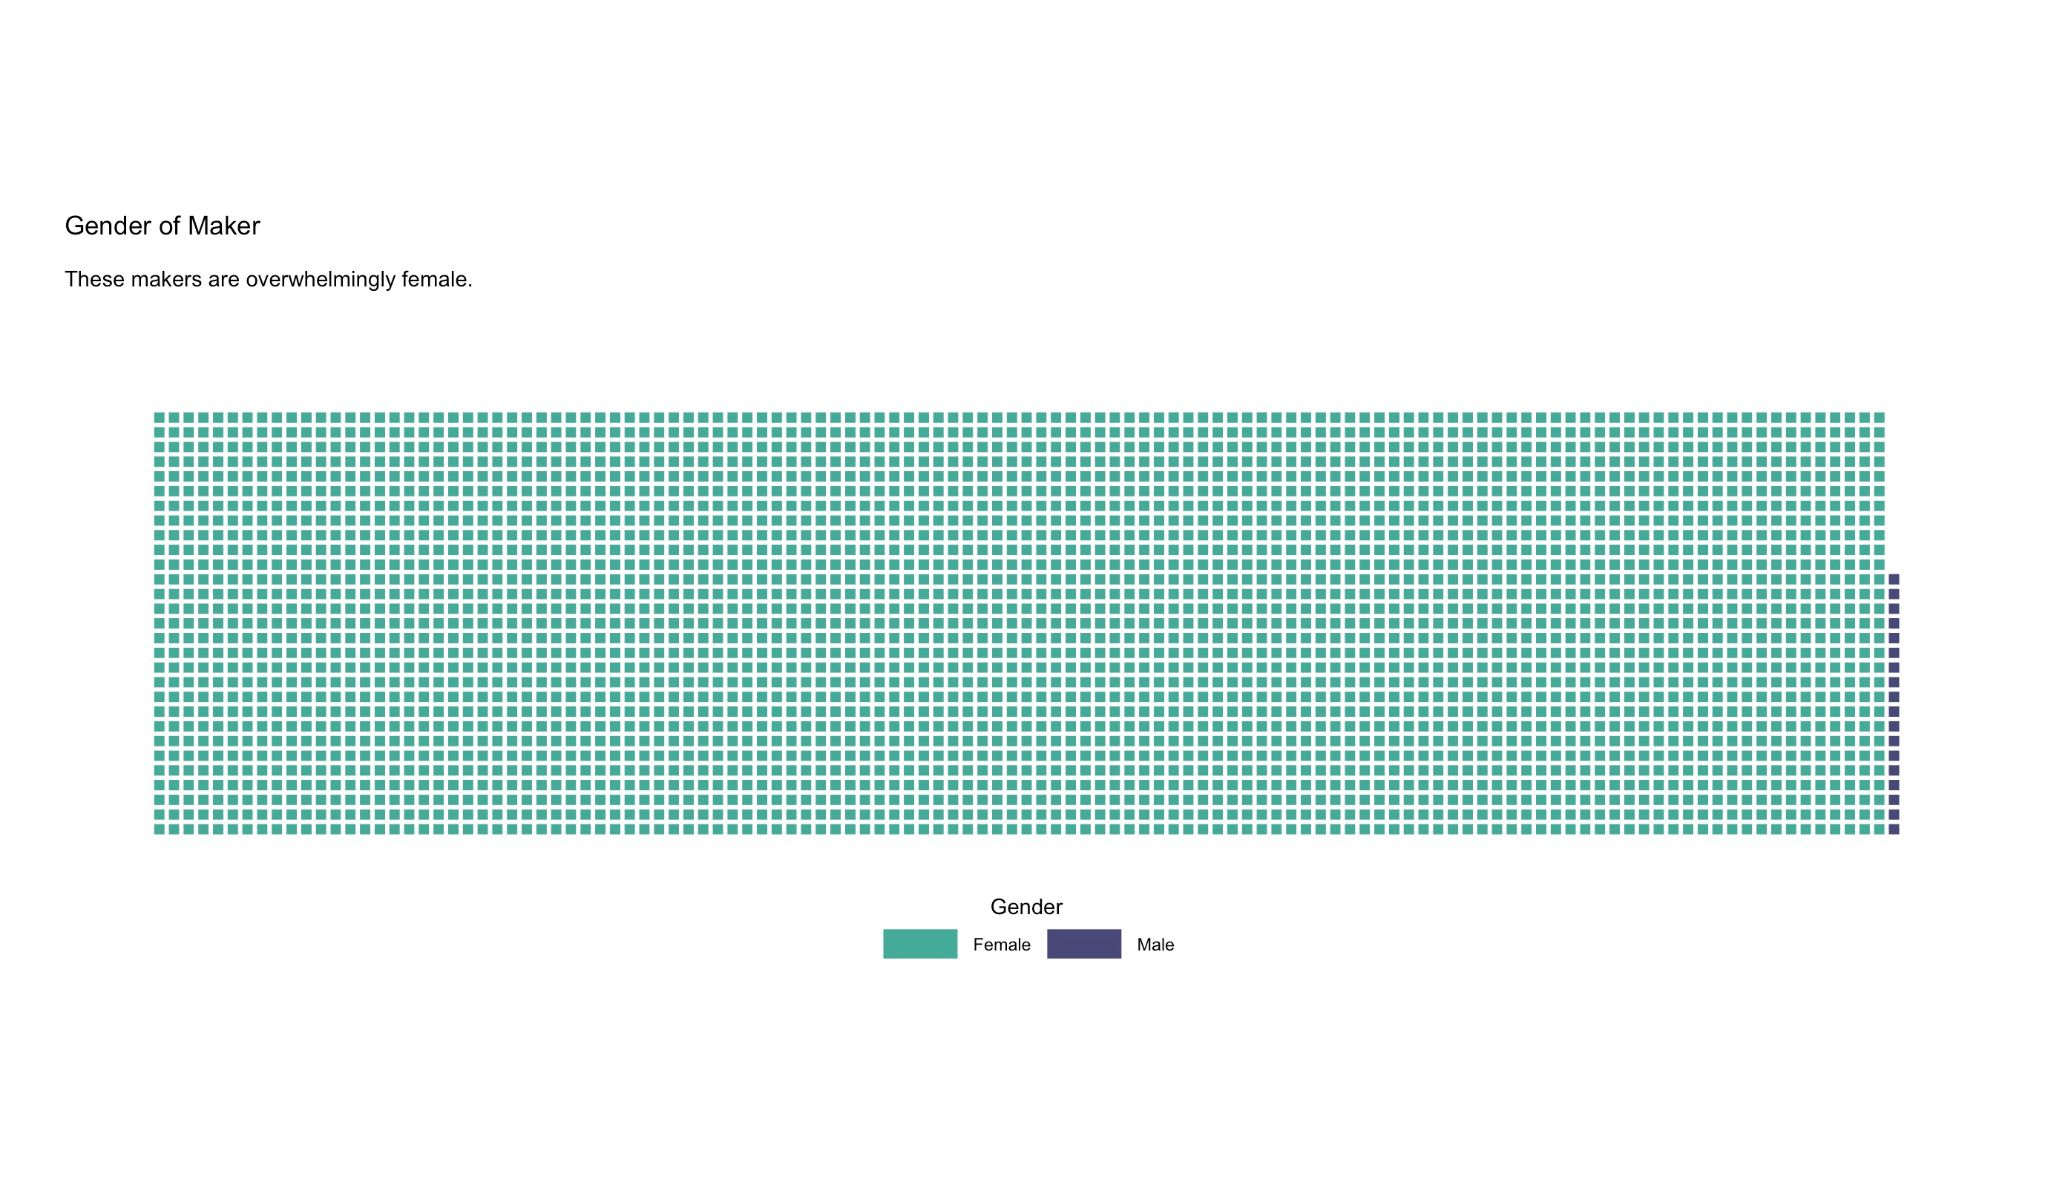 Gender of Maker
These makers are overwhelmingly female.
Gender
Female Male